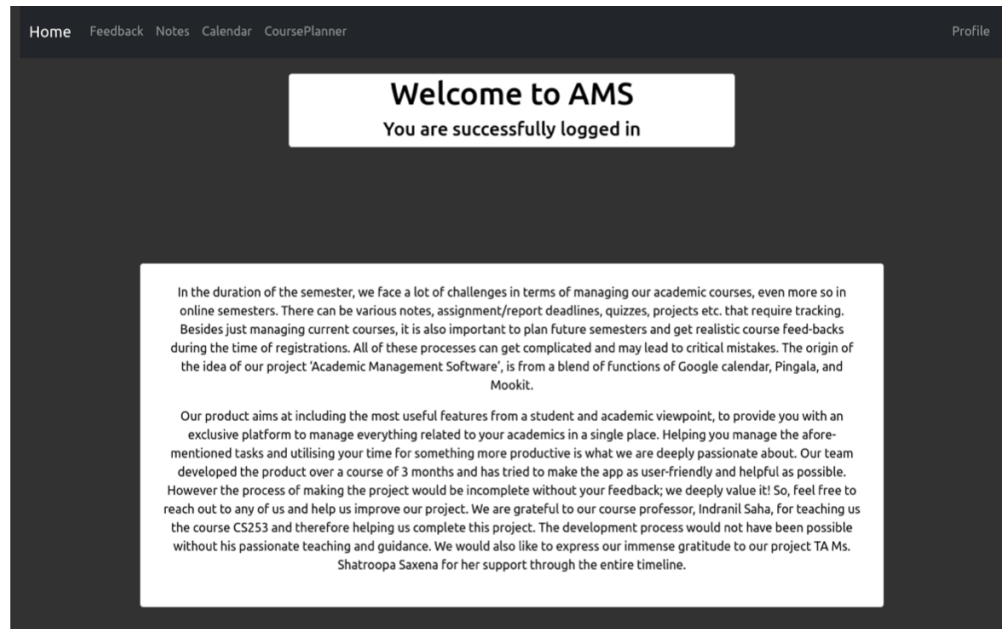 Home Feedback Notes Calendar CoursePlanner Profile
Welcome to AMS
You are successfully logged in
In the duration of the semester, we face a lot of challenges in terms of managing our academic courses, even more so in
online semesters. There can be various notes, assignment/report deadlines, quizzes, projects etc. that require tracking.
Besides just managing current courses, it is also important to plan future semesters and get realistic course feed-backs
during the time of registrations. All of these processes can get complicated and may lead to critical mistakes. The origin of
the idea of our project ‘Academic Management Software’, is from a blend of functions of Google calendar, Pingala, and
Mookit.
Our product aims at including the most useful features from a student and academic viewpoint, to provide you with an
exclusive platform to manage everything related to your academics in a single place. Helping you manage the afore-
mentioned tasks and utilising your time for something more productive is what we are deeply passionate about. Our team
developed the product over a course of 3 months and has tried to make the app as user-friendly and helpful as possible.
However the process of making the project would be incomplete without your feedback; we deeply value it! So, feel free to
reach out to any of us and help us improve our project. We are grateful to our course professor, Indranil Saha, for teaching us
the course CS253 and therefore helping us complete this project. The development process would not have been possible
without his passionate teaching and guidance. We would also like to express our immense gratitude to our project TA Ms.
Shatroopa Saxena for her support through the entire timeline.